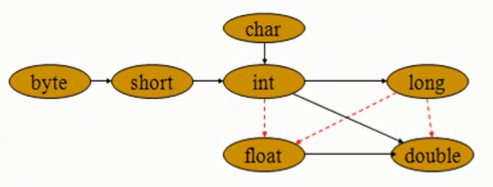 char
byte short int long
float double